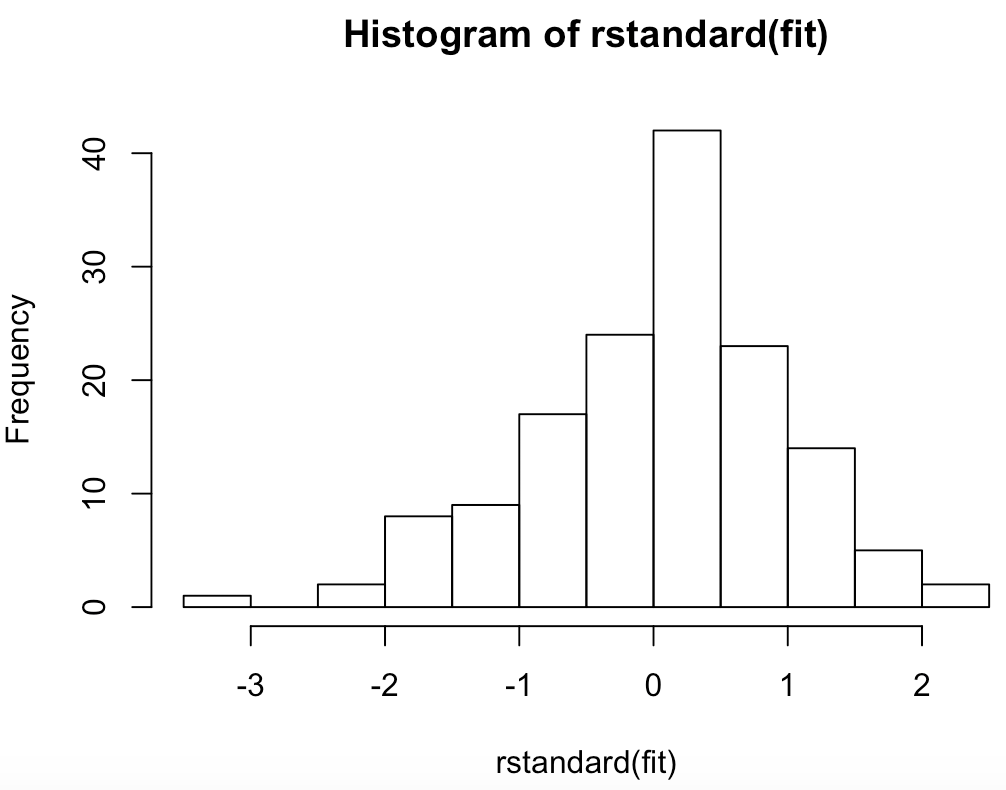 Histogram of rstandard(fit)
Frequency
40
30
20
10
0
-3 -2 -1 0 1 2
rstandard(fit)